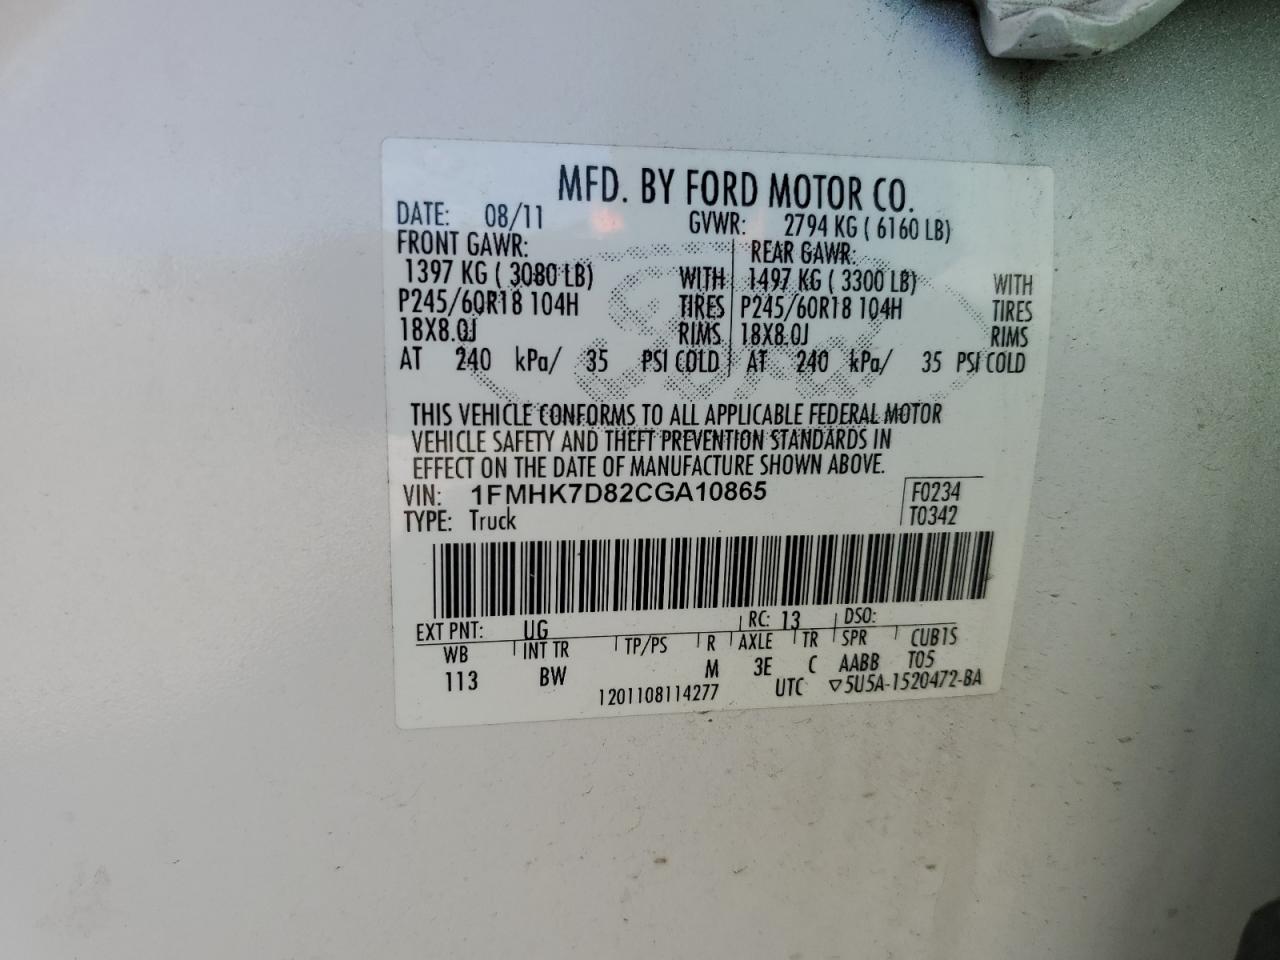 MFD. BY FORD MOTOR CO.
DATE: 08/11 GVWR: 2794 KG ( 6160 LB)
FRONT GAWR: REAR GAWR:
1397 KG ( 3080 LB) WITH 1497 KG ( 3300 LB) WITH
P245/60R18 104H TIRES P245/60R18 104H TIRES
18X8.0J RIMS 18X8.0J RIMS
AT 240 kPa/ 35 PSI COLD AT 240 kPa/ 35 PSI COLD
THIS VEHICLE CONFORMS TO ALL APPLICABLE FEDERAL MOTOR
VEHICLE SAFETY AND THEFT PREVENTION STANDARDS IN
EFFECT ON THE DATE OF MANUFACTURE SHOWN ABOVE.
VIN: 1FMHK7D82CGA10865 F0234
TYPE: Truck T0342
EXT PNT: UG RC: 13 DSO:
WB INT TR TP/PS R AXLE TR SPR CUB1S
113 BW M 3E C AABB T05
1201108114277 UTC ▽5U5A-1520472-BA